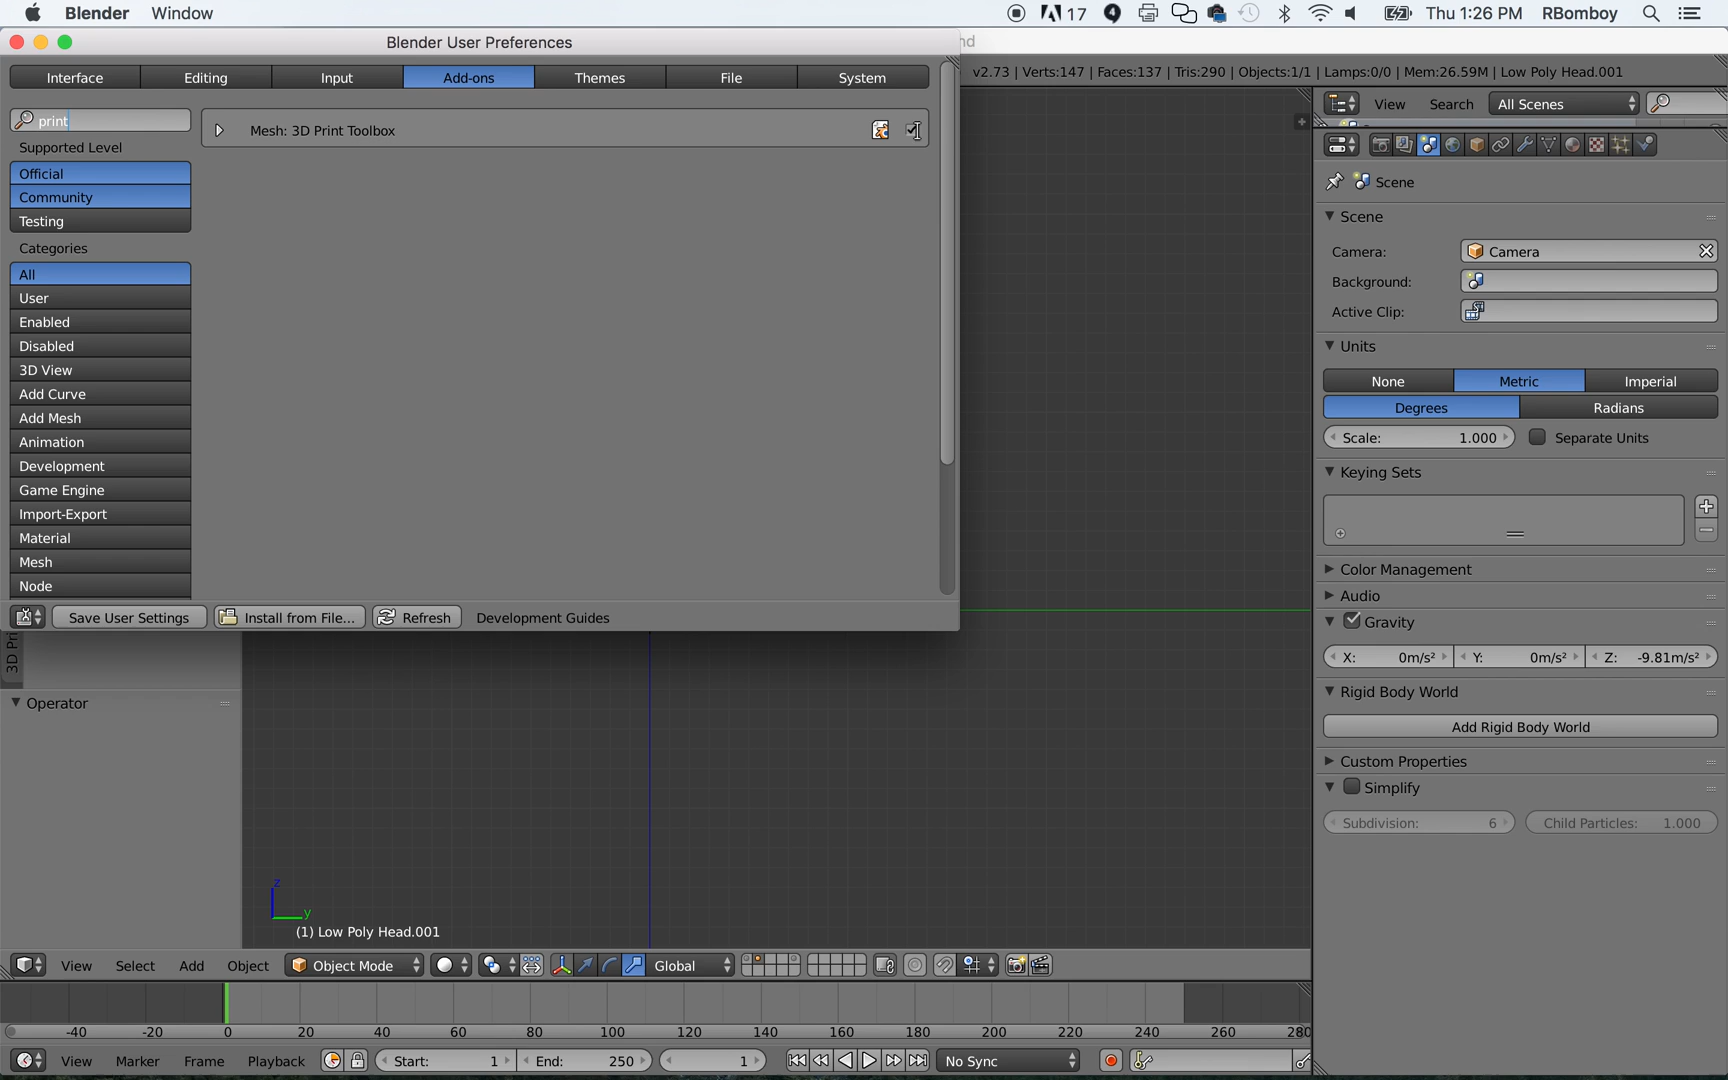 Blender Window 17 Thu 1:26 PM RBomboy
Blender User Preferences
nd
Interface Editing Input Add-ons Themes File System
v2.73 | Verts:147 | Faces:137 | Tris:290 | Objects:1/1 | Lamps:0/0 | Mem:26.59M | Low Poly Head.001
View Search All Scenes
print
Mesh: 3D Print Toolbox
Supported Level
Official
Community
Testing
Categories
All
User
Enabled
Disabled
3D View
Add Curve
Add Mesh
Animation
Development
Game Engine
Import-Export
Material
Mesh
Node
Save User Settings Install from File... Refresh Development Guides
Scene
Scene
Camera: Camera
Background:
Active Clip:
Units
None Metric Imperial
Degrees Radians
Scale: 1.000 Separate Units
Keying Sets
Color Management
Audio
Gravity
X: 0m/s² Y: 0m/s² Z: -9.81m/s²
Rigid Body World
Add Rigid Body World
Custom Properties
Simplify
Subdivision: 6 Child Particles: 1.000
3D Pri
Operator
z
y
(1) Low Poly Head.001
View Select Add Object Object Mode Global
-40 -20 0 20 40 60 80 100 120 140 160 180 200 220 240 260 280
View Marker Frame Playback Start: 1 End: 250 1 No Sync